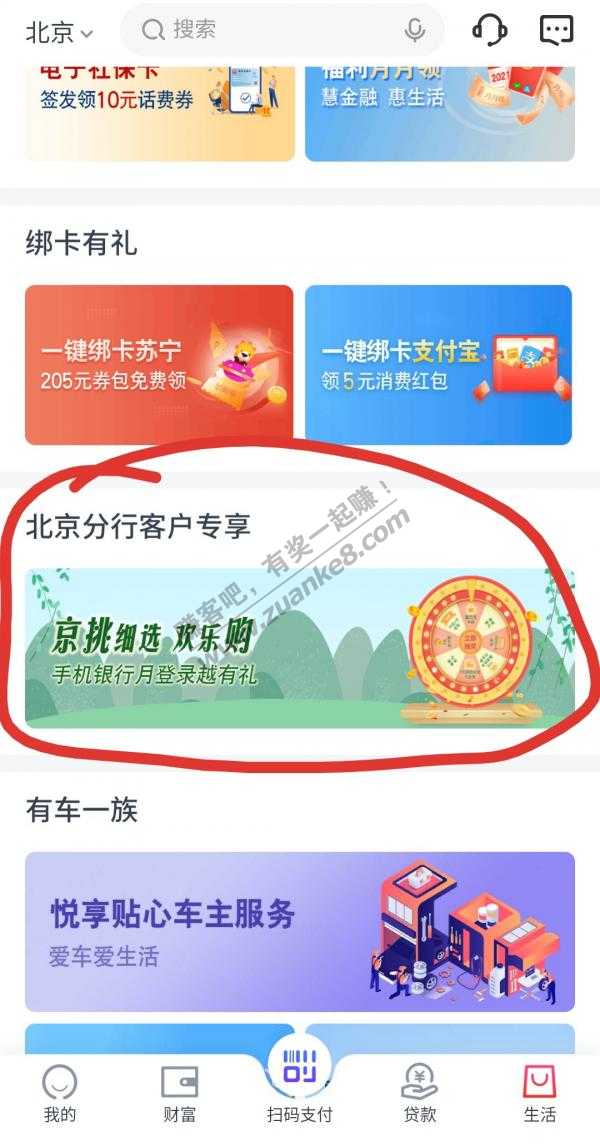 北京
搜索
电子社保卡
签发领10元话费券
福利月月领
慧金融 惠生活
2021
绑卡有礼
一键绑卡苏宁
205元券包免费领
一键绑卡支付宝
领5元消费红包
北京分行客户专享
京挑细选 欢乐购
手机银行月登录越有礼
赚客吧，有奖一起赚！
www.zuanke8.com
有车一族
悦享贴心车主服务
爱车爱生活
我的
财富
扫码支付
贷款
生活